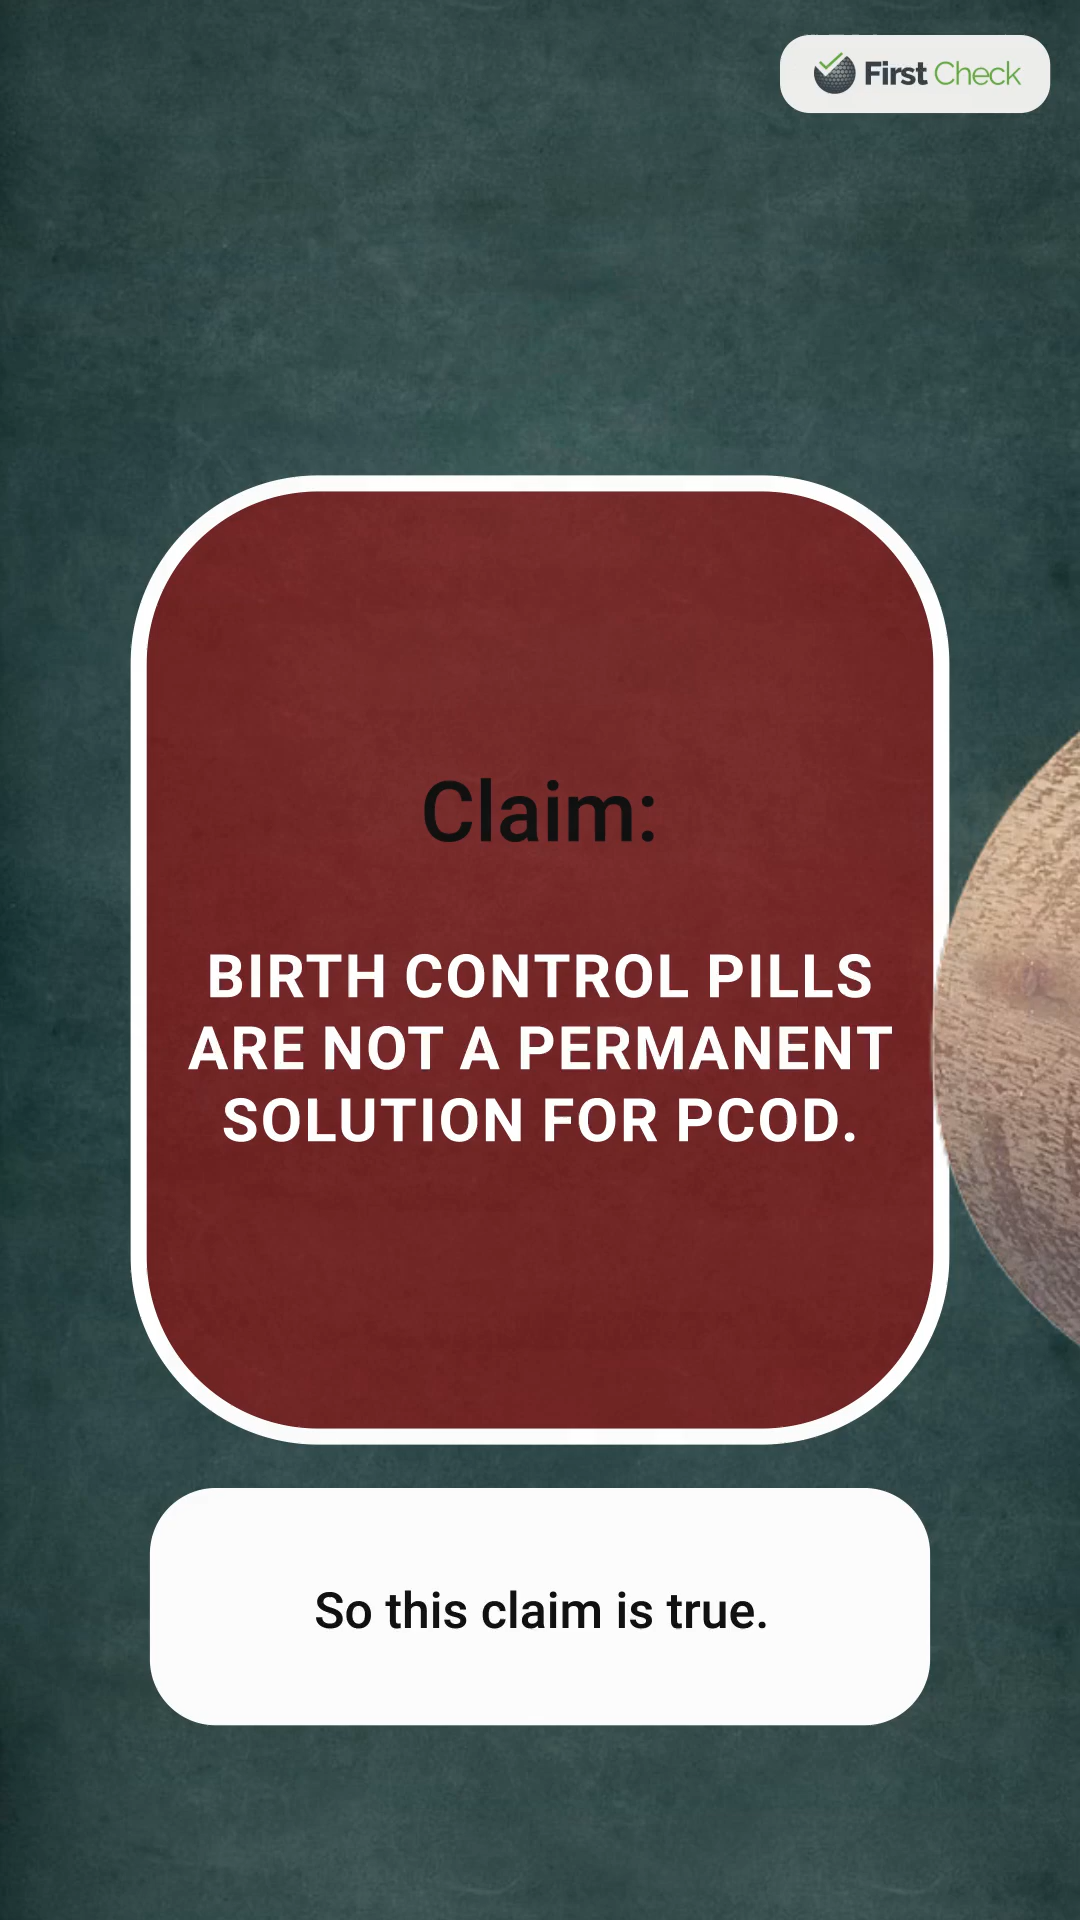 First Check
Claim:
BIRTH CONTROL PILLS
ARE NOT A PERMANENT
SOLUTION FOR PCOD.
So this claim is true.